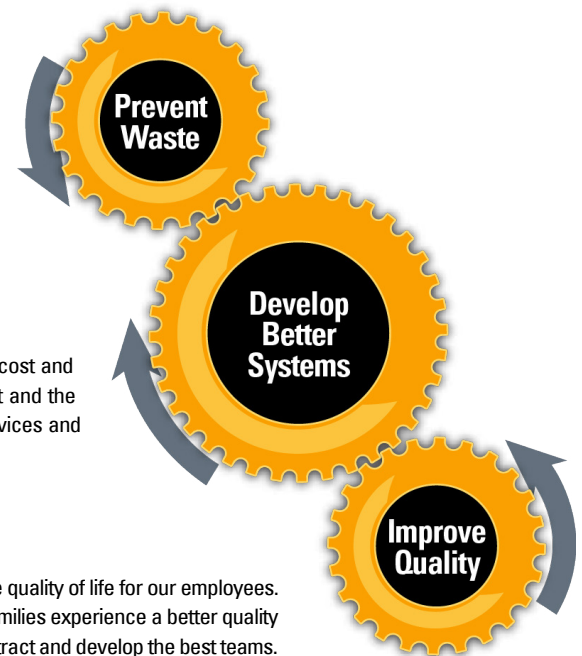 Prevent
Waste
Develop
Better
Systems
cost and
t and the
vices and
Improve
Quality
e quality of life for our employees.
milies experience a better quality
tract and develop the best teams.